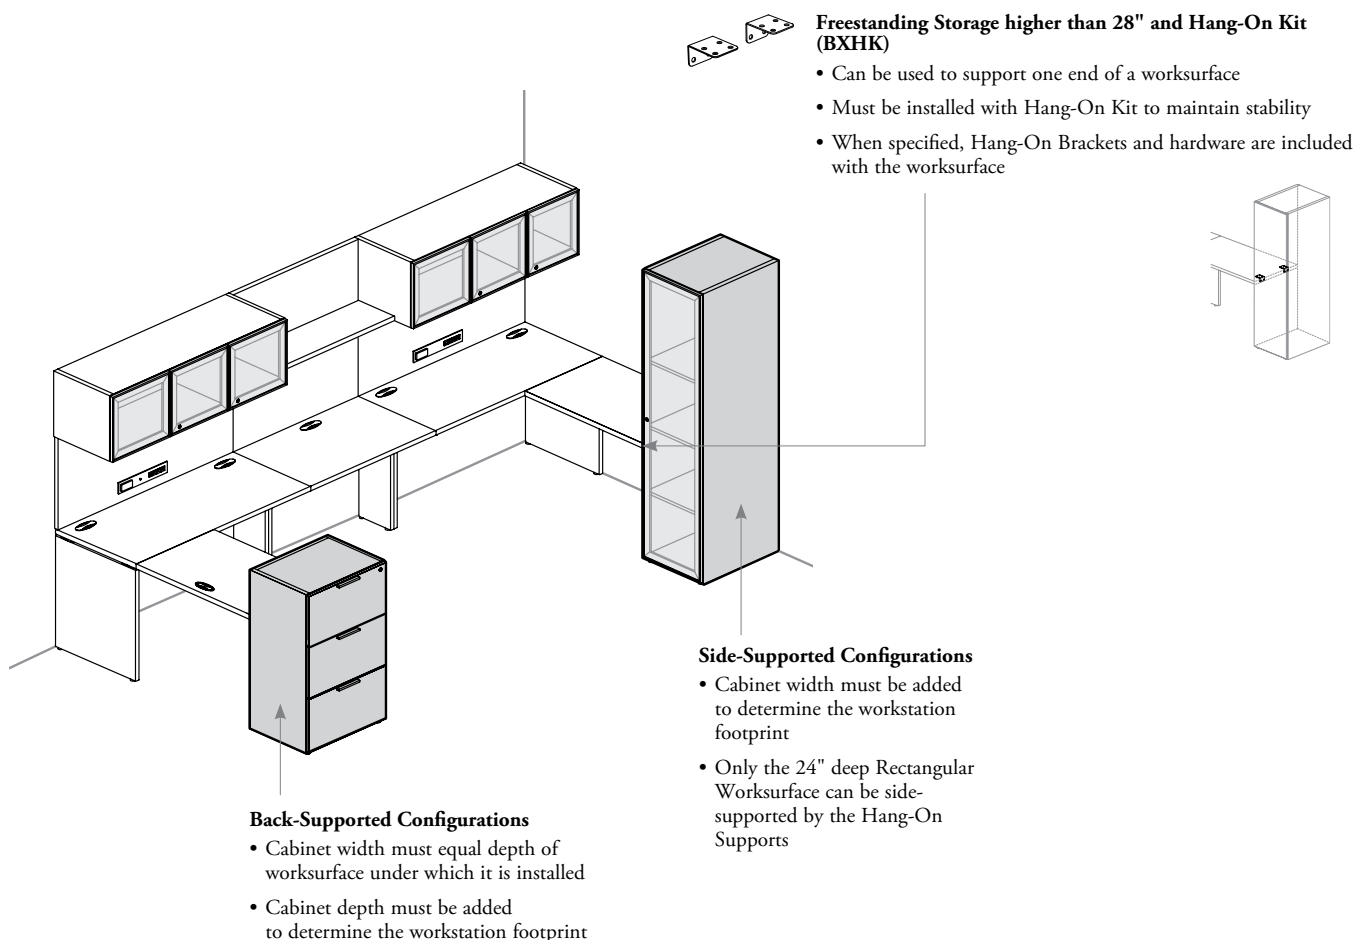 Freestanding Storage higher than 28" and Hang-On Kit
(BXHK)
• Can be used to support one end of a worksurface
• Must be installed with Hang-On Kit to maintain stability
• When specified, Hang-On Brackets and hardware are included
with the worksurface
Side-Supported Configurations
• Cabinet width must be added
to determine the workstation
footprint
• Only the 24" deep Rectangular
Worksurface can be side-
supported by the Hang-On
Supports
Back-Supported Configurations
• Cabinet width must equal depth of
worksurface under which it is installed
• Cabinet depth must be added
to determine the workstation footprint